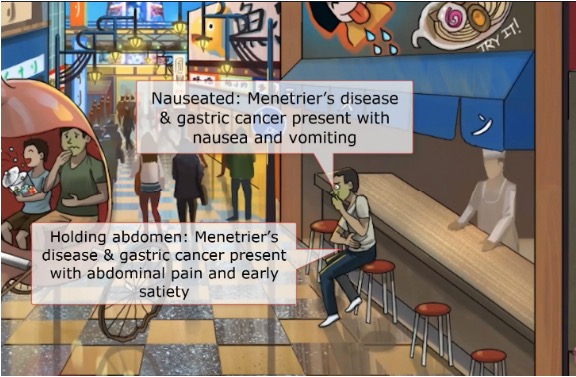 TRY IT!
Nauseated: Menetrier's disease
& gastric cancer present with
nausea and vomiting
ン
Holding abdomen: Menetrier's
disease & gastric cancer present
with abdominal pain and early
satiety